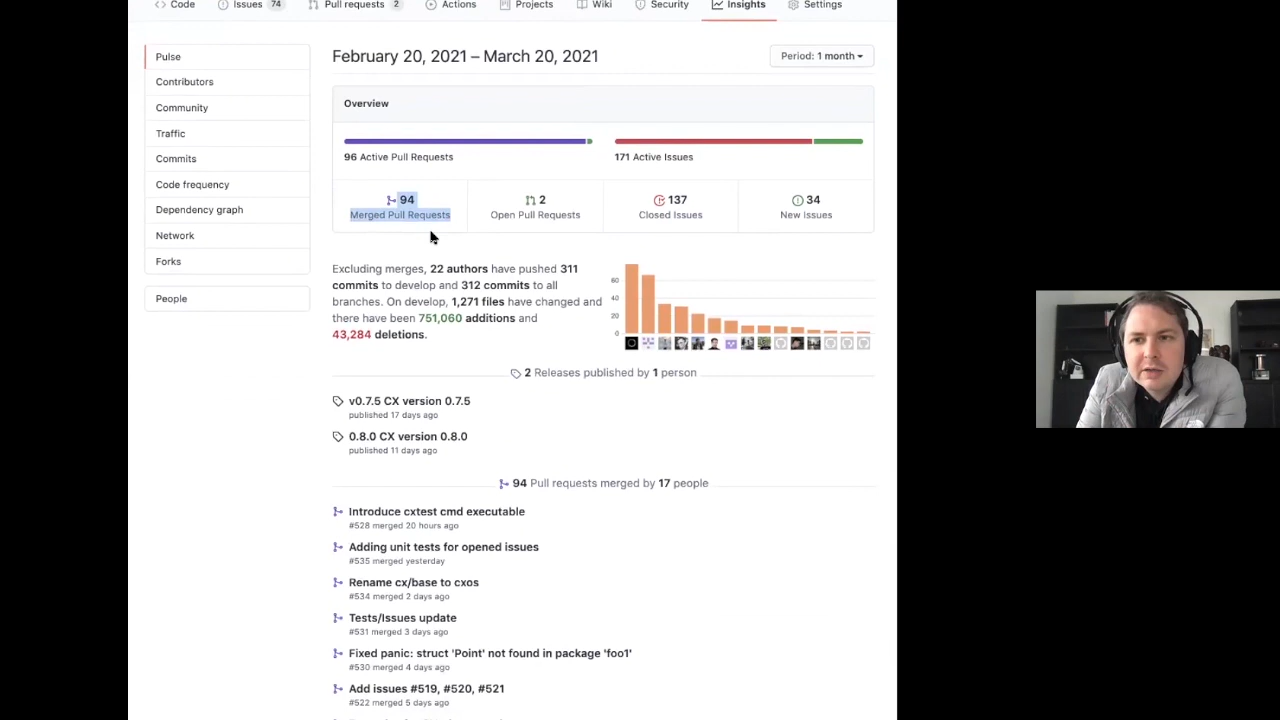 Code Issues 74 Pull requests 2 Actions Projects Wiki Security Insights Settings
Pulse
Contributors
Community
Traffic
Commits
Code frequency
Dependency graph
Network
Forks
People
February 20, 2021 – March 20, 2021
Period: 1 month
Overview
96 Active Pull Requests
171 Active Issues
94
Merged Pull Requests
2
Open Pull Requests
137
Closed Issues
34
New Issues
Excluding merges, 22 authors have pushed 311
commits to develop and 312 commits to all
branches. On develop, 1,271 files have changed and
there have been 751,060 additions and
43,284 deletions.
60
40
20
0
2 Releases published by 1 person
v0.7.5 CX version 0.7.5
published 17 days ago
0.8.0 CX version 0.8.0
published 11 days ago
94 Pull requests merged by 17 people
Introduce cxtest cmd executable
#528 merged 20 hours ago
Adding unit tests for opened issues
#535 merged yesterday
Rename cx/base to cxos
#534 merged 2 days ago
Tests/Issues update
#531 merged 3 days ago
Fixed panic: struct 'Point' not found in package 'foo1'
#530 merged 4 days ago
Add issues #519, #520, #521
#522 merged 5 days ago